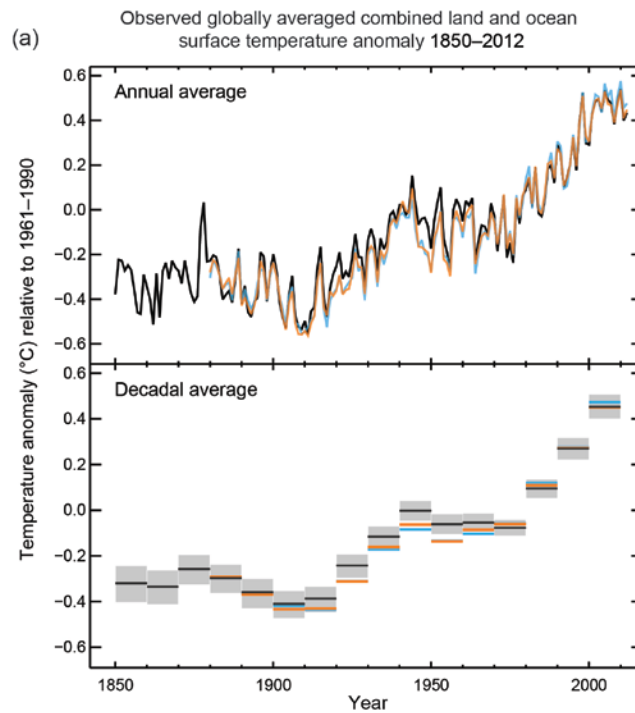 (a)
Observed globally averaged combined land and ocean
surface temperature anomaly 1850–2012
Temperature anomaly (°C) relative to 1961–1990
Annual average
0.6
0.4
0.2
0.0
−0.2
−0.4
−0.6
Decadal average
0.6
0.4
0.2
0.0
−0.2
−0.4
−0.6
1850
1900
1950
2000
Year